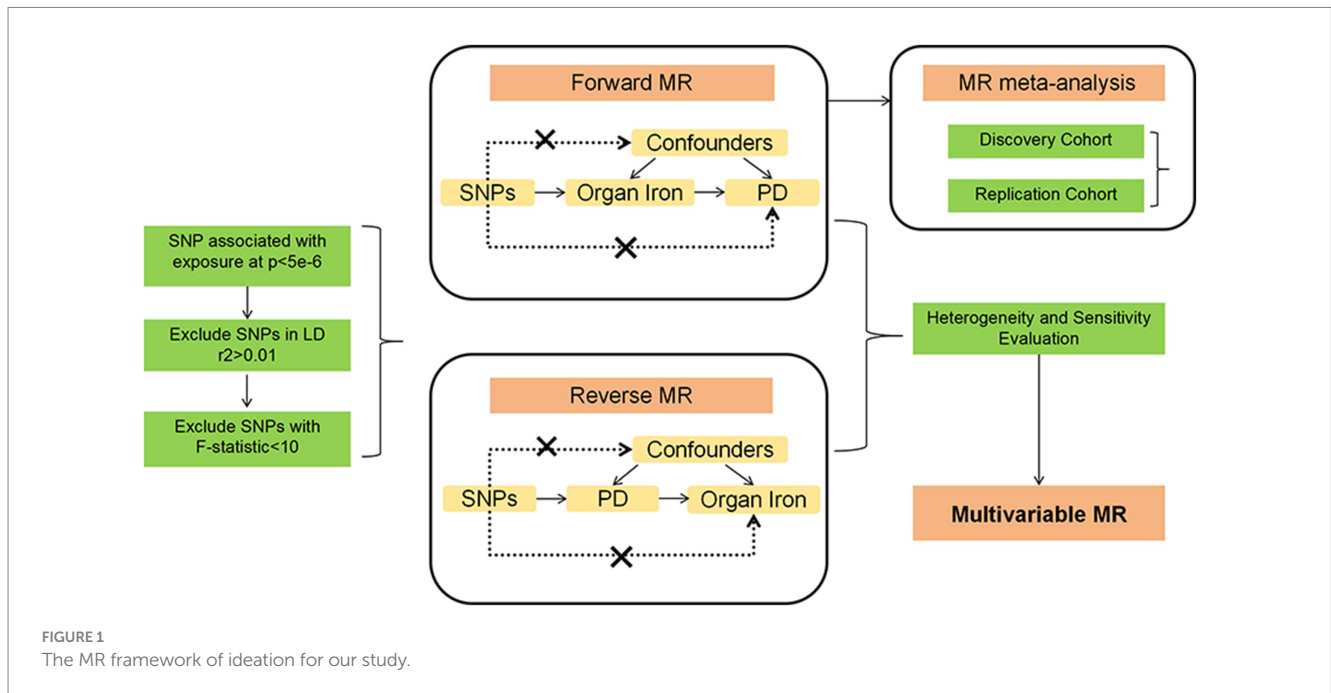 SNP associated with
exposure at p<5e-6
Exclude SNPs in LD
r2>0.01
Exclude SNPs with
F-statistic<10
Forward MR
Confounders
SNPs
Organ Iron
PD
Reverse MR
Confounders
SNPs
PD
Organ Iron
MR meta-analysis
Discovery Cohort
Replication Cohort
Heterogeneity and Sensitivity
Evaluation
Multivariable MR
FIGURE 1
The MR framework of ideation for our study.